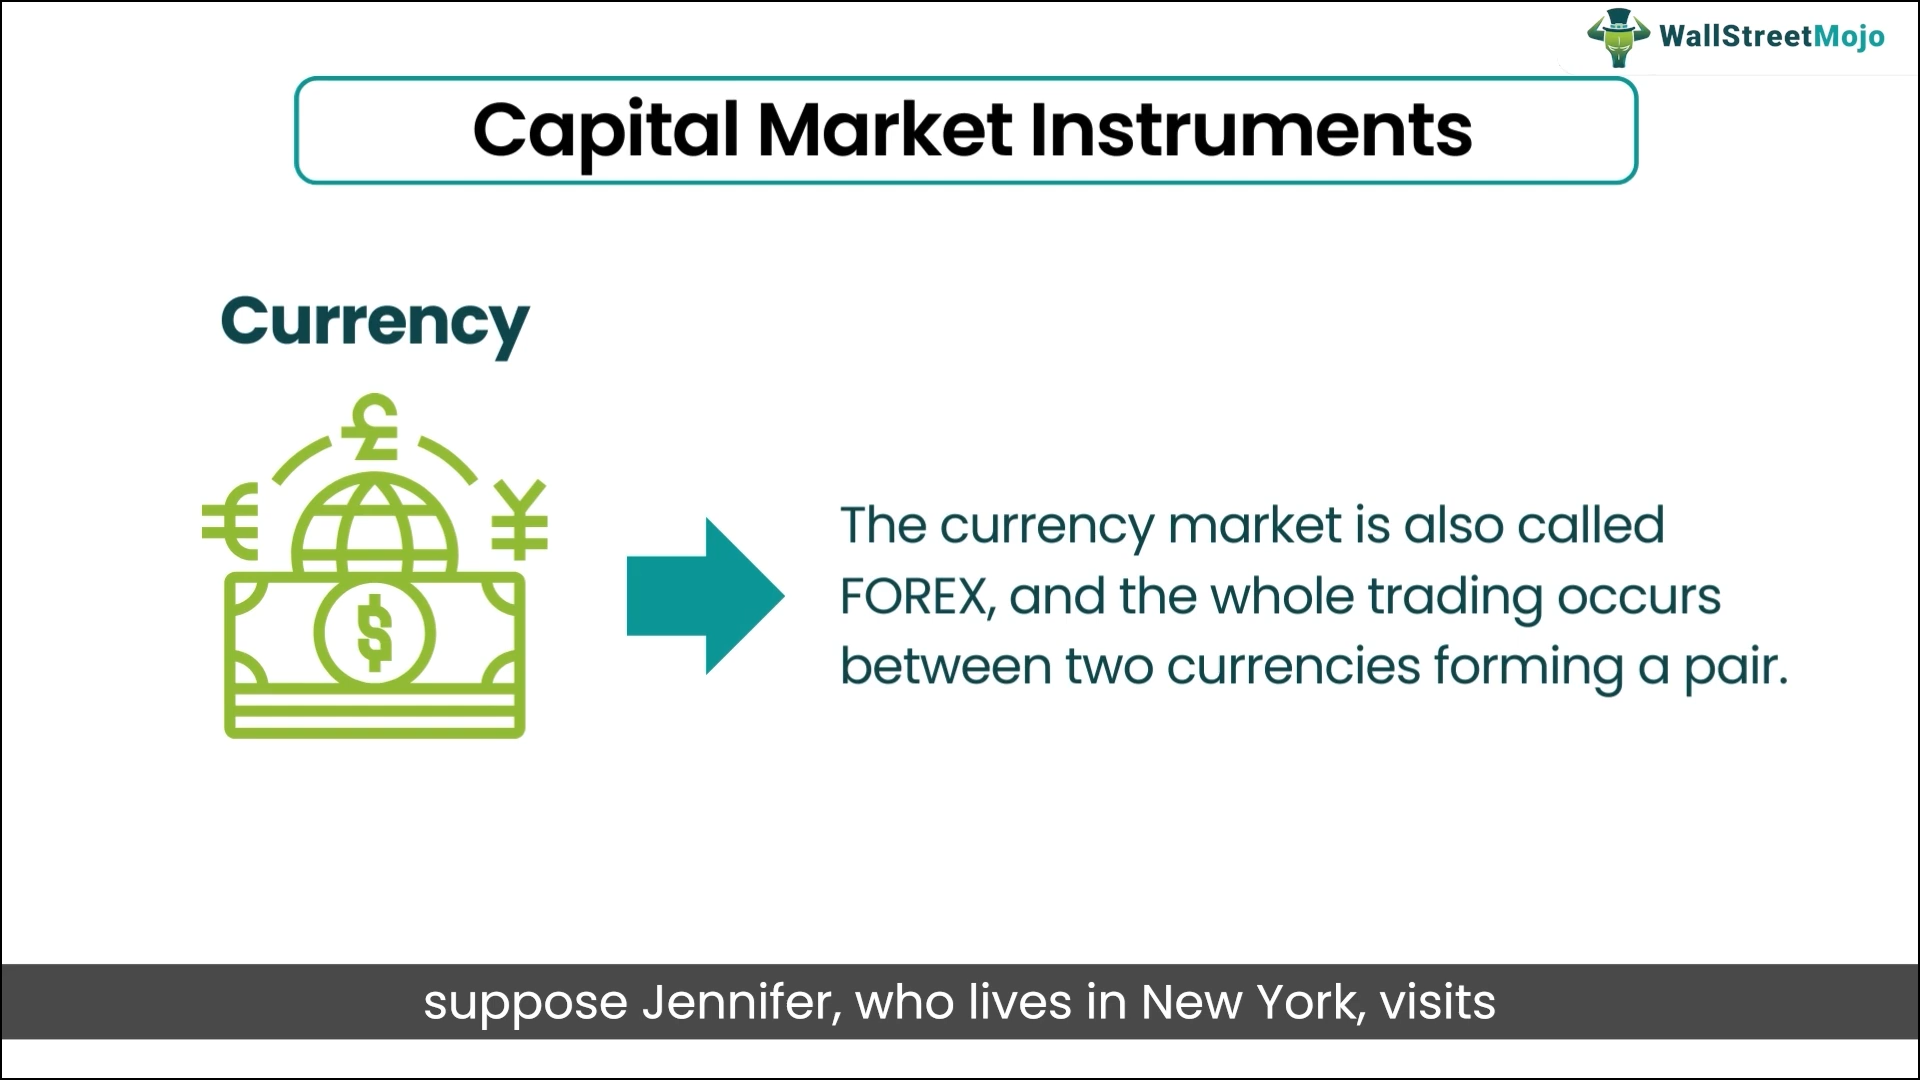 WallStreetMojo
Capital Market Instruments
Currency
£
€
¥
$
The currency market is also called
FOREX, and the whole trading occurs
between two currencies forming a pair.
suppose Jennifer, who lives in New York, visits